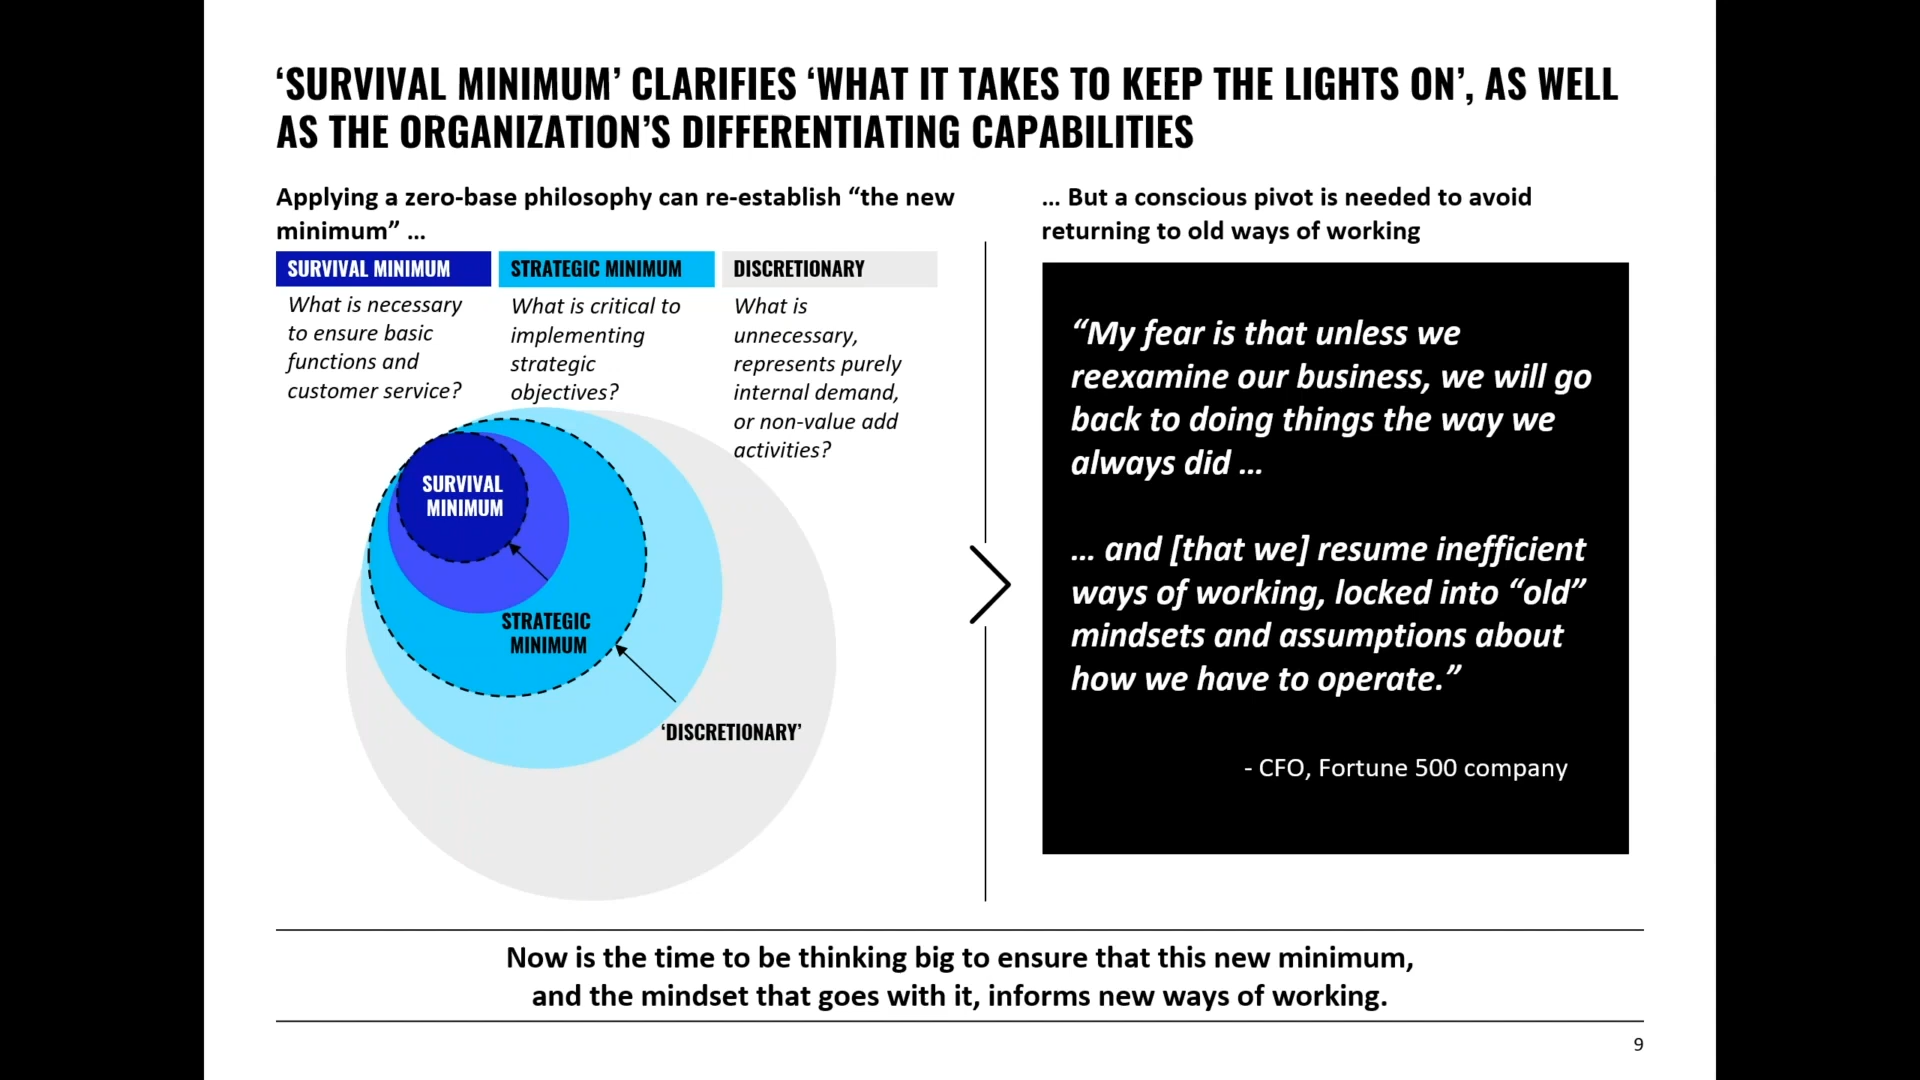 ‘SURVIVAL MINIMUM’ CLARIFIES ‘WHAT IT TAKES TO KEEP THE LIGHTS ON’, AS WELL
AS THE ORGANIZATION’S DIFFERENTIATING CAPABILITIES
Applying a zero-base philosophy can re-establish “the new
minimum” …
SURVIVAL MINIMUM
What is necessary
to ensure basic
functions and
customer service?
STRATEGIC MINIMUM
What is critical to
implementing
strategic
objectives?
DISCRETIONARY
What is
unnecessary,
represents purely
internal demand,
or non-value add
activities?
SURVIVAL
MINIMUM
STRATEGIC
MINIMUM
‘DISCRETIONARY’
… But a conscious pivot is needed to avoid
returning to old ways of working
“My fear is that unless we
reexamine our business, we will go
back to doing things the way we
always did …
… and [that we] resume inefficient
ways of working, locked into “old”
mindsets and assumptions about
how we have to operate.”
- CFO, Fortune 500 company
Now is the time to be thinking big to ensure that this new minimum,
and the mindset that goes with it, informs new ways of working.
9